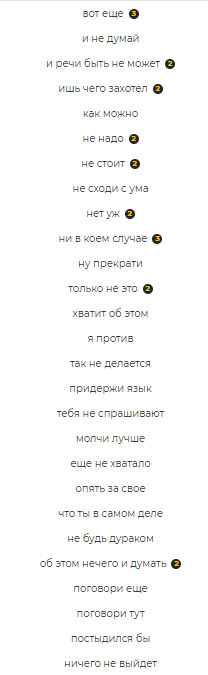 вот еще 3
и не думай
и речи быть не может 2
ишь чего захотел 2
как можно
не надо 2
не стоит 2
не сходи с ума
нет уж 2
ни в коем случае 3
ну прекрати
только не это 2
хватит об этом
я против
так не делается
придержи язык
тебя не спрашивают
молчи лучше
еще не хватало
опять за свое
что ты в самом деле
не будь дураком
об этом нечего и думать 2
поговори еще
поговори тут
постыдился бы
ничего не выйдет